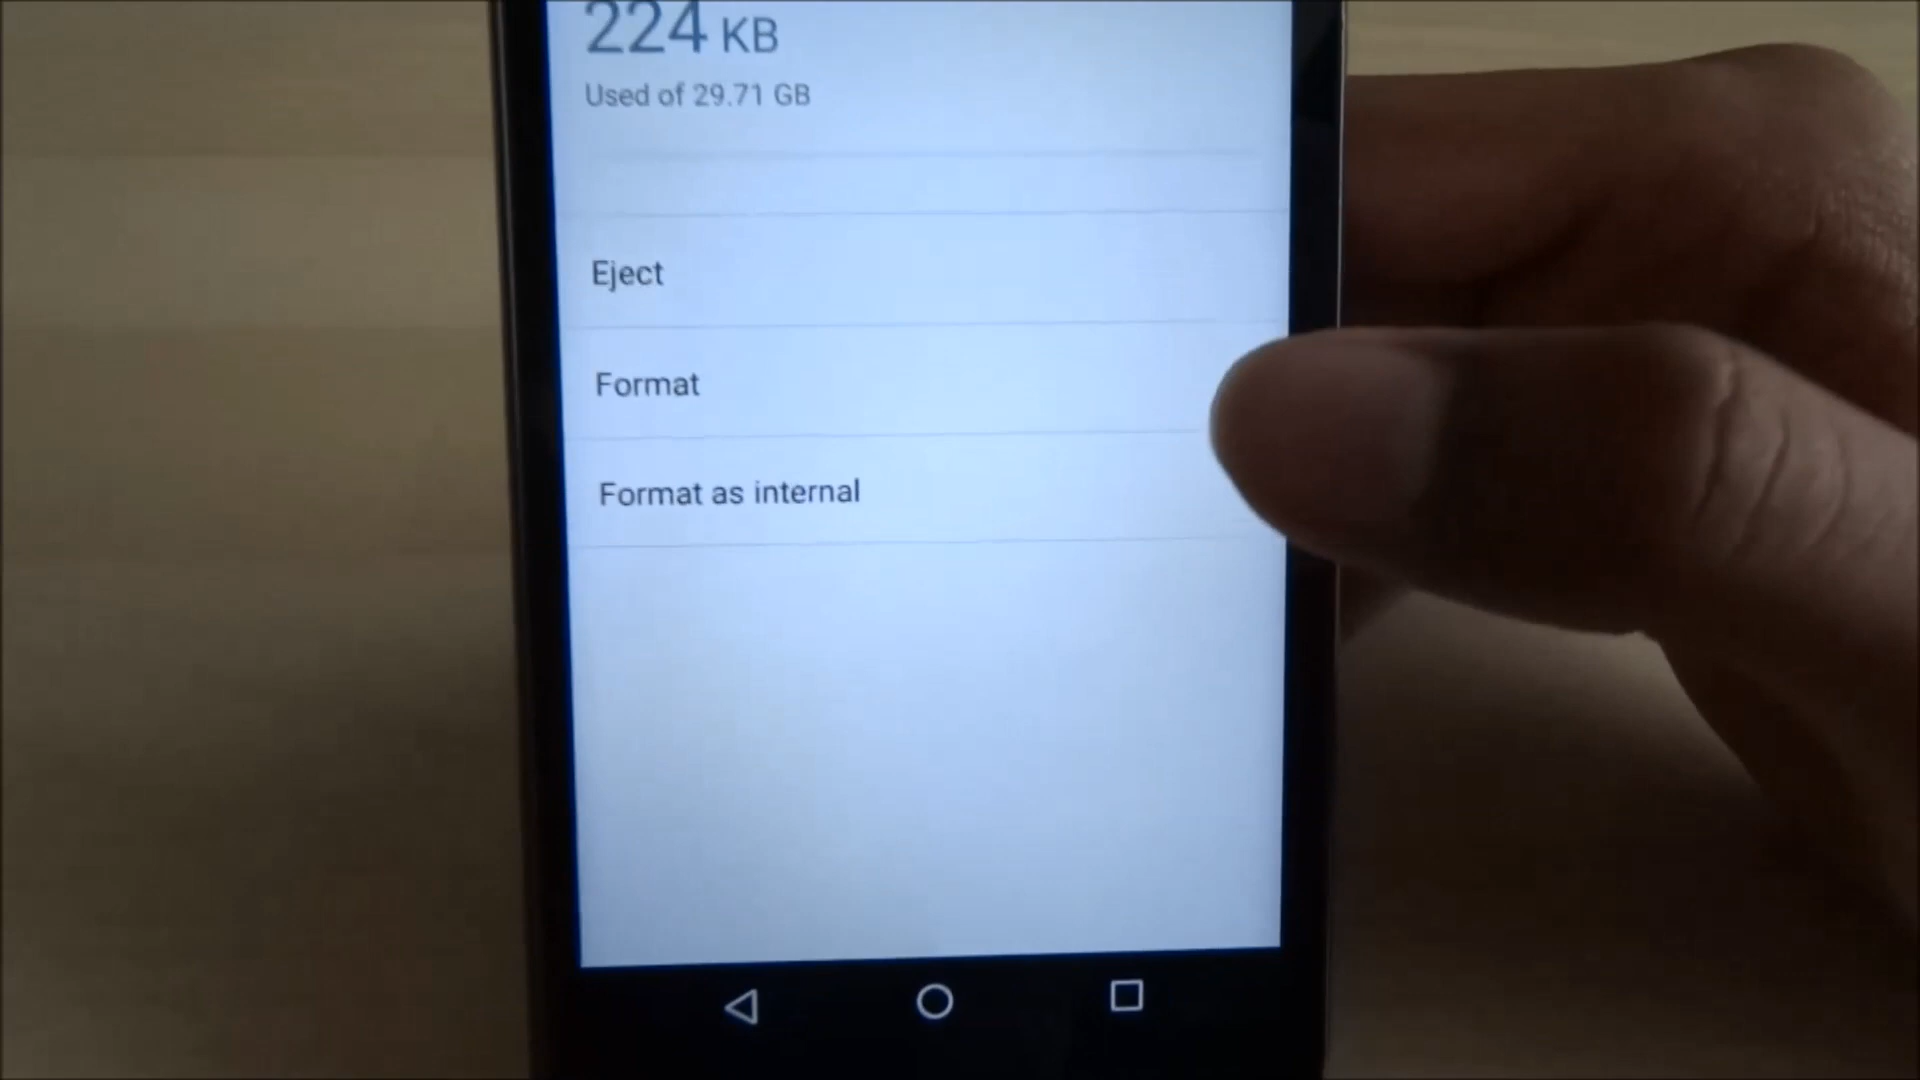 224 KB
Used of 29.71 GB
Eject
Format
Format as internal